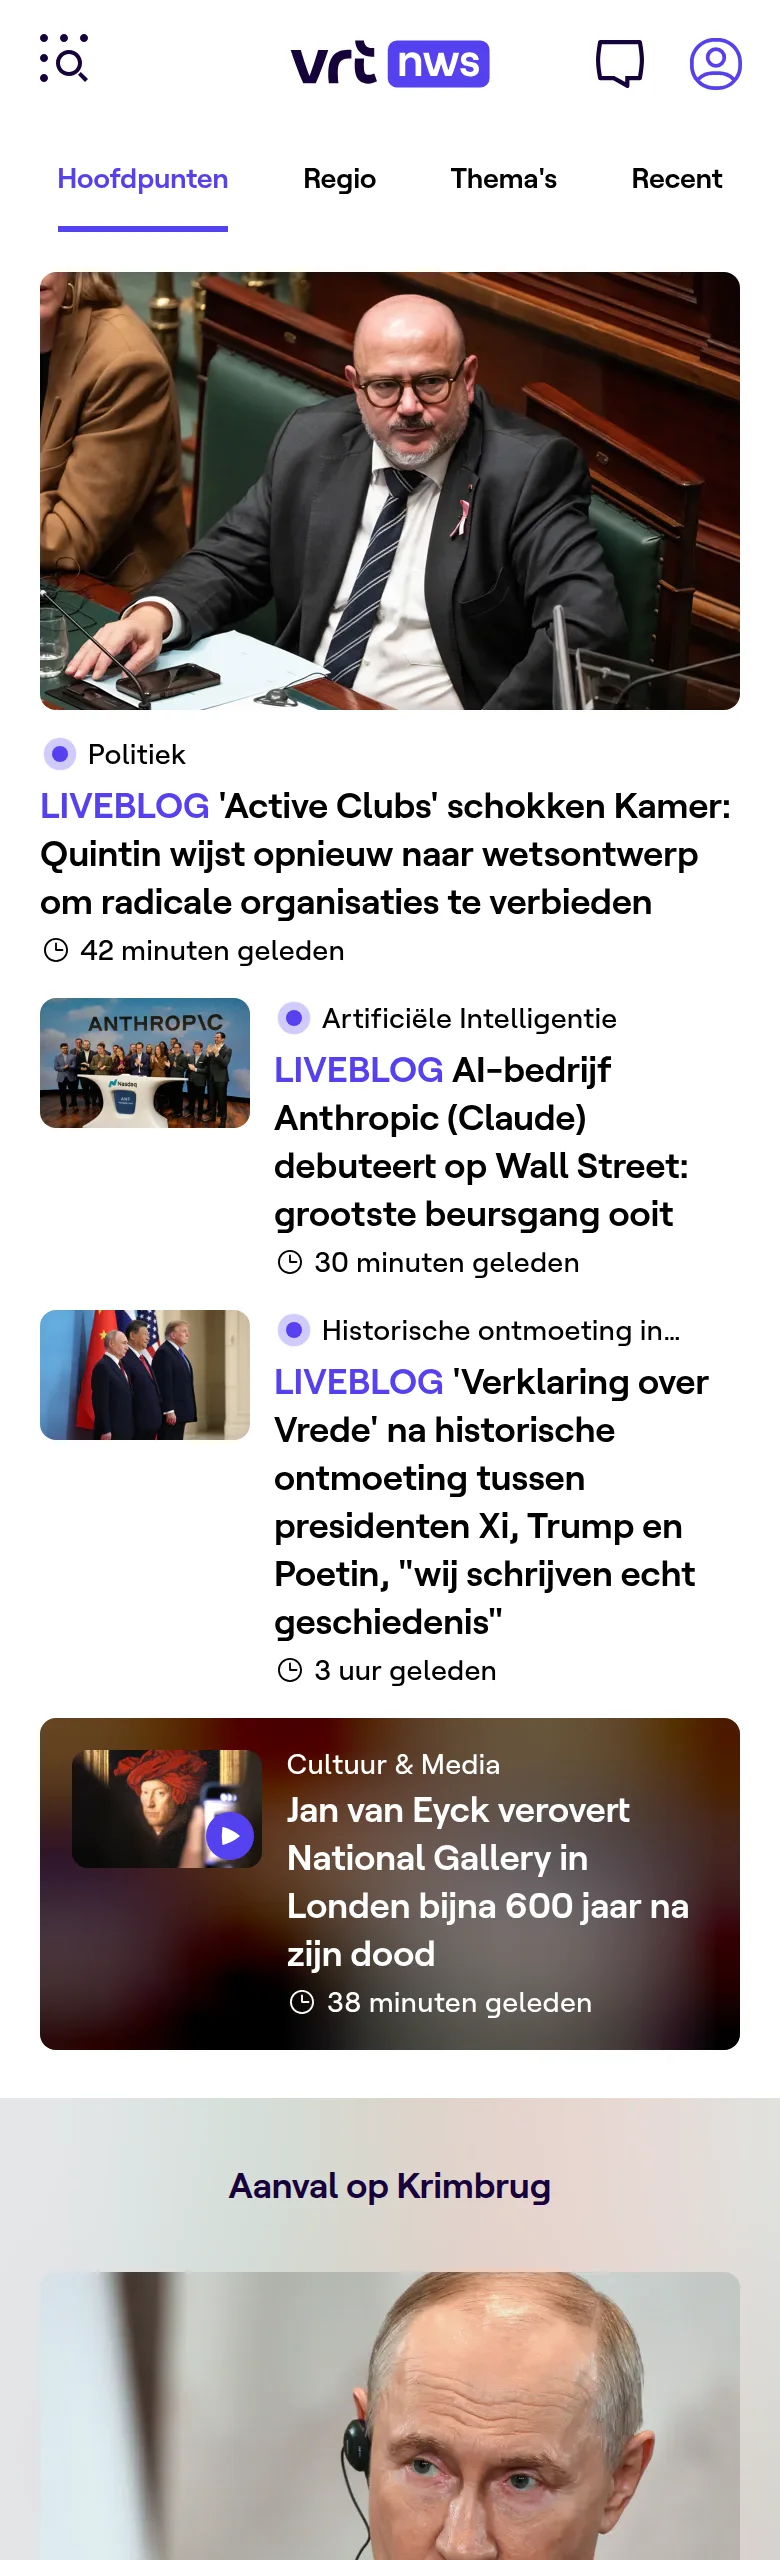 vrt nws
Hoofdpunten
Regio
Thema's
Recent
Politiek
LIVEBLOG 'Active Clubs' schokken Kamer:
Quintin wijst opnieuw naar wetsontwerp
om radicale organisaties te verbieden
42 minuten geleden
ANTHROP\C
Nasdaq
ANT
Artificiële Intelligentie
LIVEBLOG AI-bedrijf
Anthropic (Claude)
debuteert op Wall Street:
grootste beursgang ooit
30 minuten geleden
Historische ontmoeting in...
LIVEBLOG 'Verklaring over
Vrede' na historische
ontmoeting tussen
presidenten Xi, Trump en
Poetin, "wij schrijven echt
geschiedenis"
3 uur geleden
Cultuur & Media
Jan van Eyck verovert
National Gallery in
Londen bijna 600 jaar na
zijn dood
38 minuten geleden
Aanval op Krimbrug